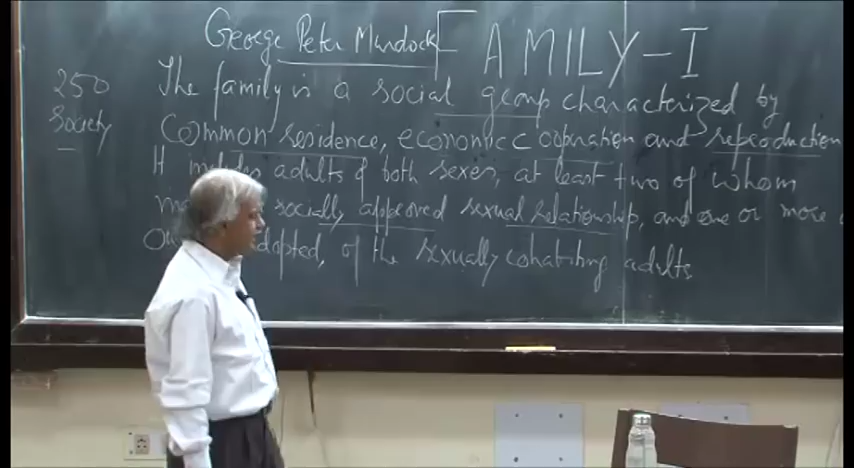 George Peter Murdock FAMILY-I
250 The family is a social group characterized by
Society Common residence, economic cooperation and reproduction
It includes adults of both sexes, at least two of whom
socially approved sexual relationship, and one or more
adopted, of the sexually cohabiting adults